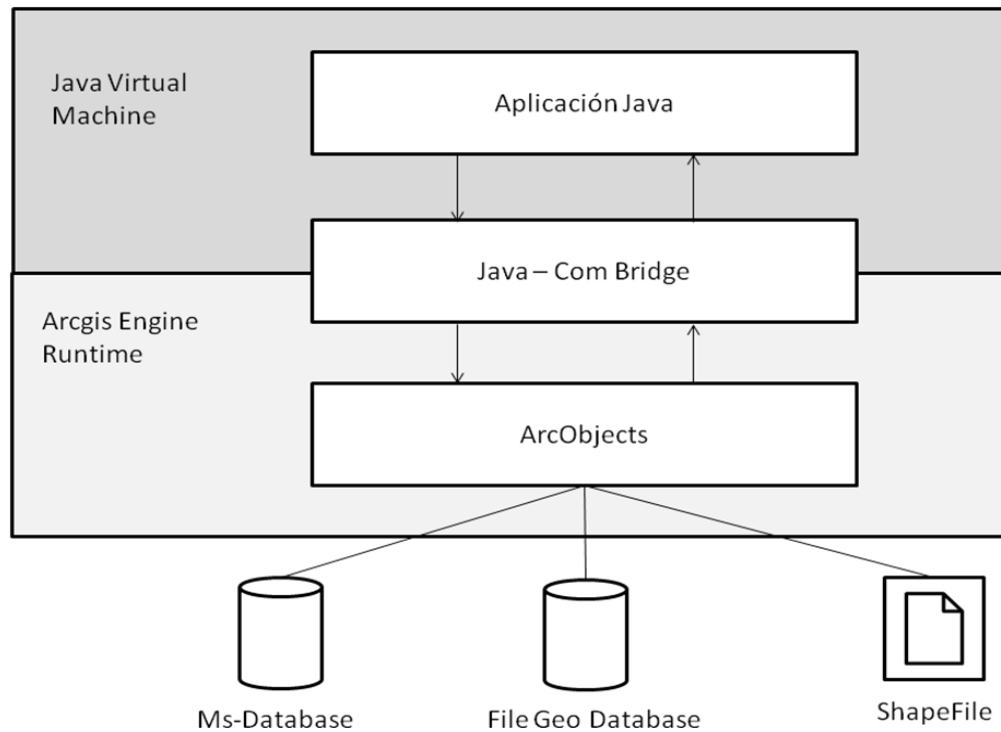 Java Virtual
Machine
Aplicación Java
Java – Com Bridge
Arcgis Engine
Runtime
ArcObjects
Ms-Database
File Geo Database
ShapeFile